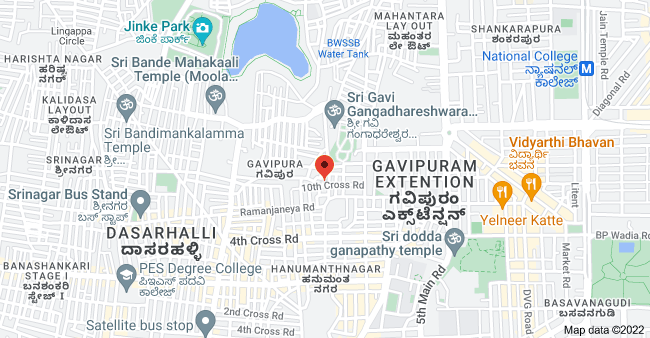 Lingappa
Circle
Jinke Park
ಜಿಂಕೆ ಪಾರ್ಕ್
HARISHTA NAGAR
ಹರಿಷ್ಠ
ನಗರ್
BWSSB
Water Tank
MAHANTARA
LAY OUT
ಮಹಂತರ
ಲೇ ಔಟ್
SHANKARAPURA
ಶಂಕರಪುರ
Jain Temple Rd
National College
ನ್ಯಾಷನಲ್
ಕಾಲೇಜ್
M
Diagonal Rd
Sri Bande Mahakaali
Temple (Moola...
KALIDASA
LAYOUT
ಕಾಳಿದಾಸ
ಲೇಔಟ್
Sri Gavi
Gangadhareshwara...
ಶ್ರೀ ಗವಿ
ಗಂಗಾಧರೇಶ್ವರ...
Sri Bandimankalamma
Temple
Vidyarthi Bhavan
ವಿದ್ಯಾರ್ಥಿ
ಭವನ
SRINAGAR
ಶ್ರೀನಗರ
ಶ್ರೀ...
GAVIPURA
ಗವಿಪುರ
GAVIPURAM
EXTENTION
ಗವಿಪುರಂ
ಎಕ್ಸ್‌ಟೆನ್ಷನ್
10th Cross Rd
Srinagar Bus Stand
ಶ್ರೀನಗರ
ಬಸ್ ಸ್ಟಾಪ್
Ramanjaneya Rd
Yelneer Katte
Litent
DASARHALLI
ದಾಸರಹಳ್ಳಿ
4th Cross Rd
Sri dodda
ganapathy temple
BP Wadia Rd
BANASHANKARI
STAGE I
ಬನಶಂಕರಿ
ಸ್ಟೇಜ್ I
PES Degree College
ಪಿಇಎಸ್ ಪದವಿ
ಕಾಲೇಜ್
HANUMANTHNAGAR
ಹನುಮಂತ
ನಗರ
5th Main Rd
DVG Road
Market Rd
BASAVANAGUDI
ಬಸವನಗುಡಿ
2nd Cross Rd
Satellite bus stop
Map data ©2022